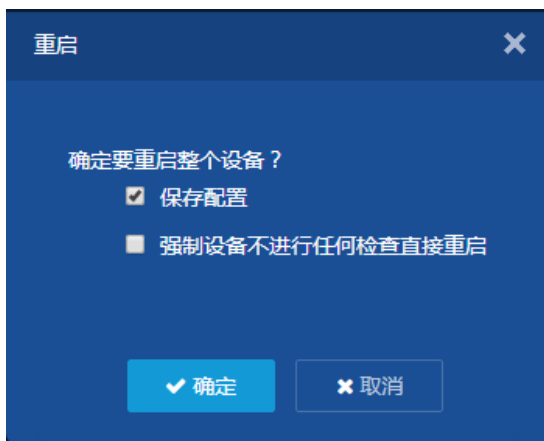 重启
确定要重启整个设备？
保存配置
强制设备不进行任何检查直接重启
确定
取消